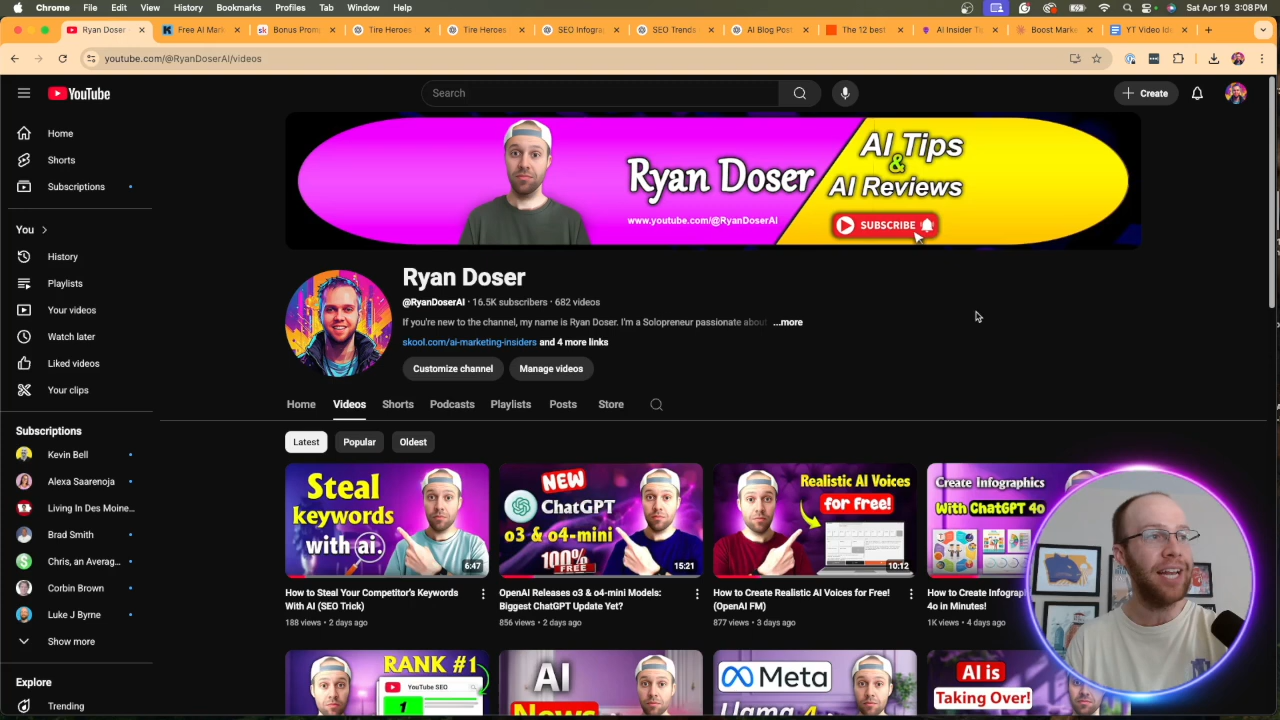 Chrome File Edit View History Bookmarks Profiles Tab Window Help
Sat Apr 19 3:08 PM
Ryan Doser
Free AI Mark
Bonus Prom
Tire Heroes
Tire Heroes
SEO Infogra
SEO Trends
AI Blog Post
The 12 best
AI Insider T
Boost Marke
YT Video Id
youtube.com/@RyanDoserAI/videos
YouTube
Search
Create
Home
Shorts
Subscriptions
You
History
Playlists
Your videos
Watch later
Liked videos
Your clips
Subscriptions
Kevin Bell
Alexa Saarenoja
Living In Des Moine...
Brad Smith
Chris, an Averag...
Corbin Brown
Luke J Byrne
Show more
Explore
Trending
Ryan Doser
www.youtube.com/@RyanDoserAI
AI Tips
&
AI Reviews
SUBSCRIBE
Ryan Doser
@RyanDoserAI · 16.5K subscribers · 682 videos
If you're new to the channel, my name is Ryan Doser. I'm a Solopreneur passionate about ...more
skool.com/ai-marketing-insiders and 4 more links
Customize channel
Manage videos
Home Videos Shorts Podcasts Playlists Posts Store
Latest Popular Oldest
Steal
keywords
with ai.
6:47
How to Steal Your Competitor's Keywords
With AI (SEO Trick)
188 views · 2 days ago
NEW
ChatGPT
o3 & o4-mini
100%
FREE
15:21
OpenAI Releases o3 & o4-mini Models:
Biggest ChatGPT Update Yet?
856 views · 2 days ago
Realistic AI Voices
for free!
10:12
How to Create Realistic AI Voices for Free!
(OpenAI FM)
877 views · 3 days ago
Create Infographics
With ChatGPT 4o
How to Create Infogra
4o in Minutes!
1K views · 4 days ago
RANK #1
YouTube SEO
1
AI
News
Meta
Llama 4
AI is
Taking Over!